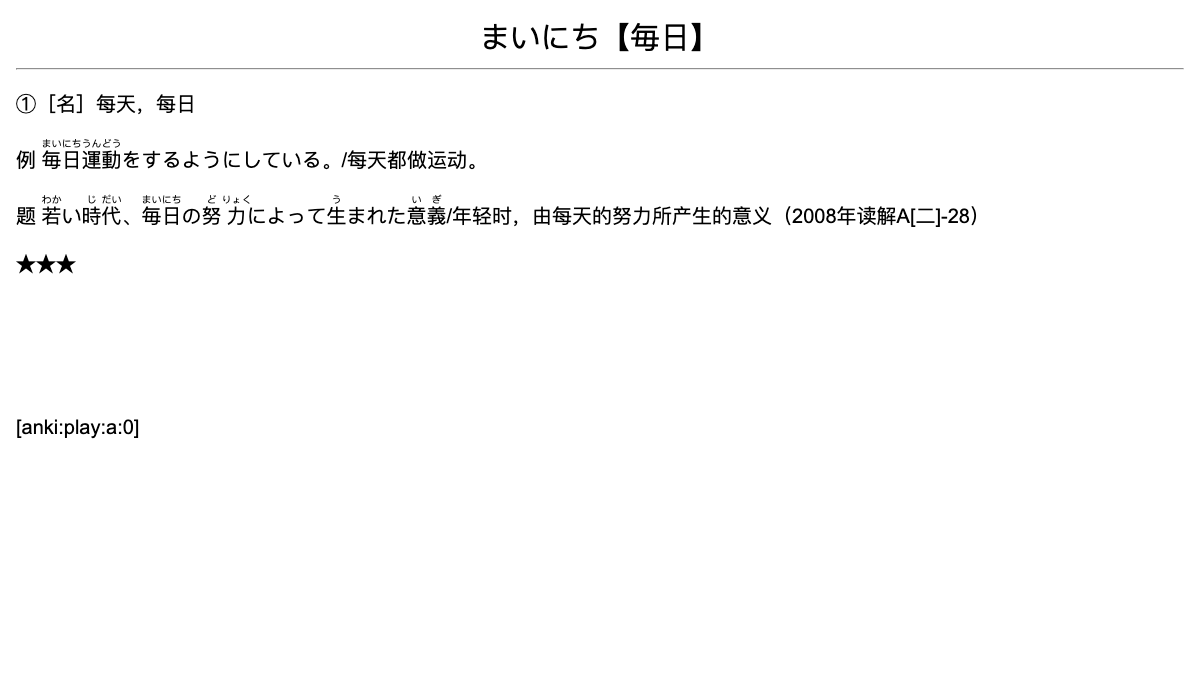 まいにち【毎日】
①［名］每天，每日
まいにちうんどう
例 毎日運動をするようにしている。/每天都做运动。
わか じ だい まいにち ど りょく う い ぎ
题 若い時代、毎日の努力によって生まれた意義/年轻时，由每天的努力所产生的意义（2008年读解A[二]-28）
★★★
[anki:play:a:0]